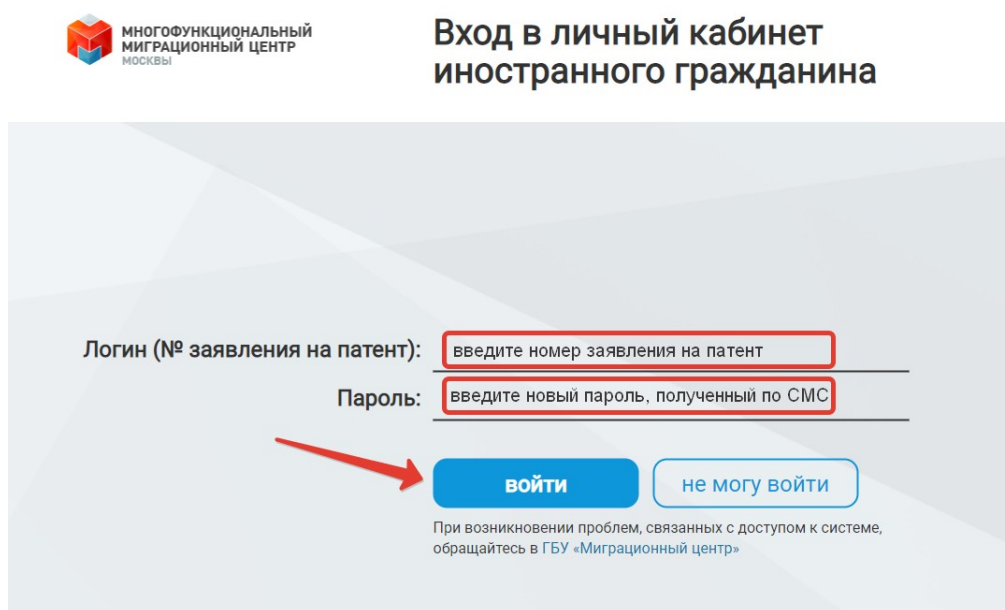 МНОГОФУНКЦИОНАЛЬНЫЙ
МИГРАЦИОННЫЙ ЦЕНТР
МОСКВЫ
Вход в личный кабинет
иностранного гражданина
Логин (№ заявления на патент):
введите номер заявления на патент
Пароль:
введите новый пароль, полученный по СМС
войти
не могу войти
При возникновении проблем, связанных с доступом к системе,
обращайтесь в ГБУ «Миграционный центр»